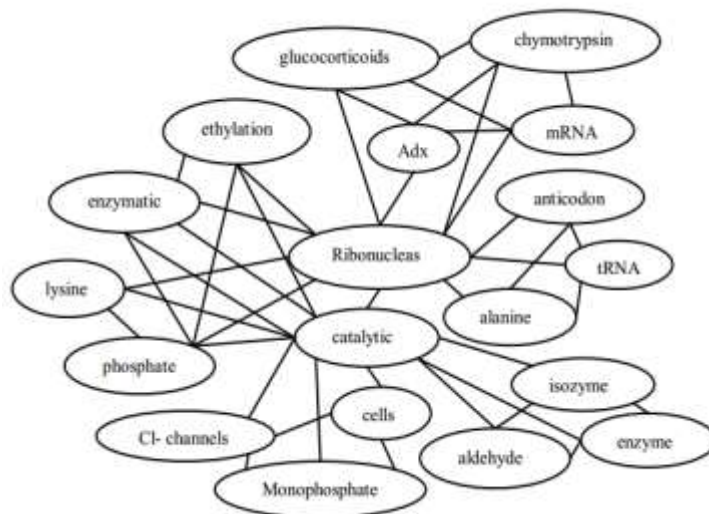 chymotrypsin
glucocorticoids
ethylation
mRNA
Adx
enzymatic
anticodon
Ribonucleas
tRNA
lysine
alanine
catalytic
phosphate
isozyme
cells
Cl- channels
enzyme
aldehyde
Monophosphate